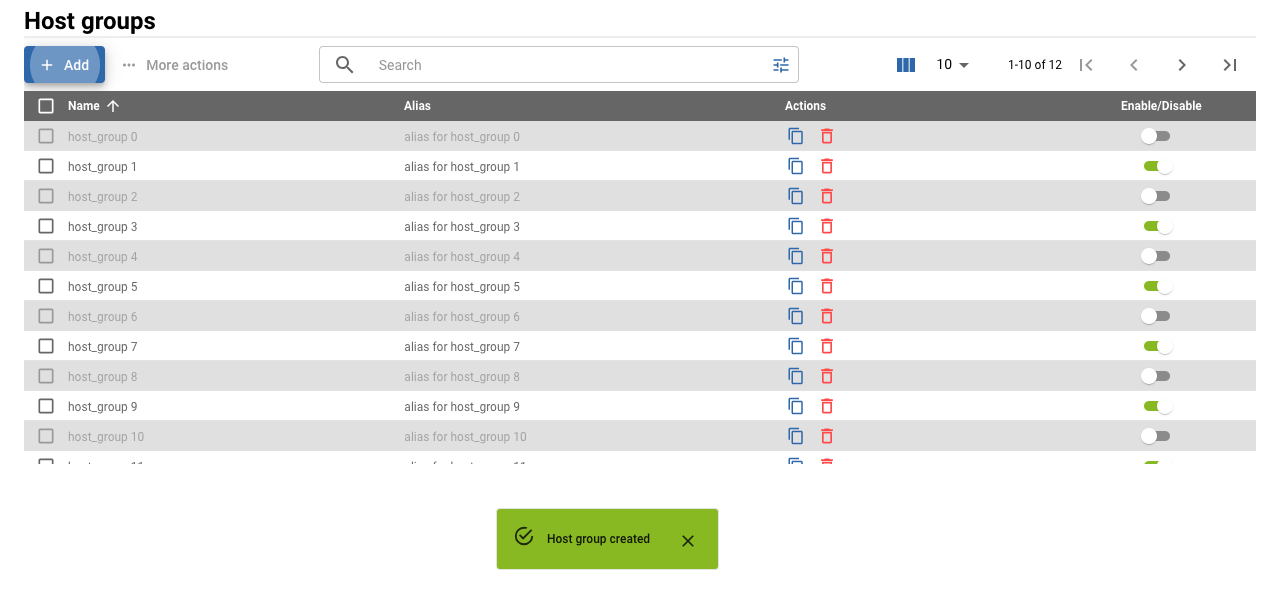 Host groups
Add
More actions
Search
10
1-10 of 12
Name Alias Actions Enable/Disable
host_group 0 alias for host_group 0
host_group 1 alias for host_group 1
host_group 2 alias for host_group 2
host_group 3 alias for host_group 3
host_group 4 alias for host_group 4
host_group 5 alias for host_group 5
host_group 6 alias for host_group 6
host_group 7 alias for host_group 7
host_group 8 alias for host_group 8
host_group 9 alias for host_group 9
host_group 10 alias for host_group 10
Host group created